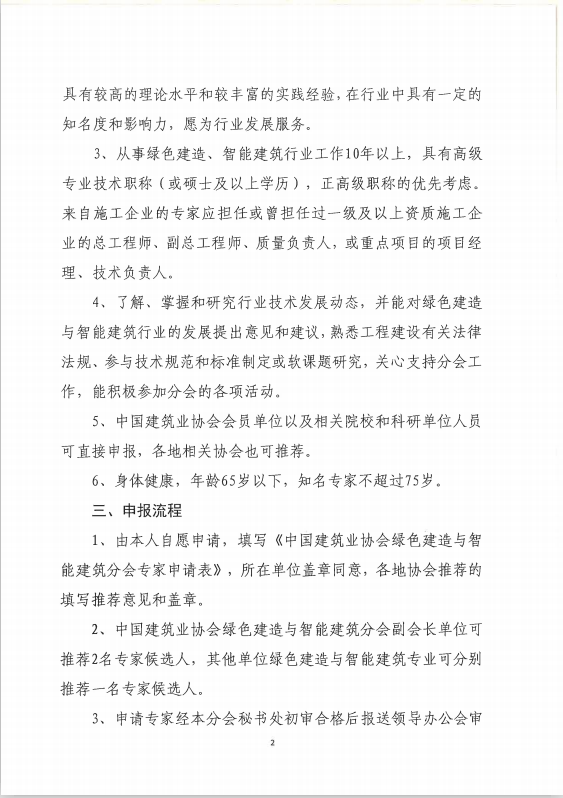 具有较高的理论水平和较丰富的实践经验,在行业中具有一定的
知名度和影响力，愿为行业发展服务。
3、从事绿色建造、智能建筑行业工作10年以上，具有高级
专业技术职称（或硕士及以上学历），正高级职称的优先考虑。
来自施工企业的专家应担任或曾担任过一级及以上资质施工企
业的总工程师、副总工程师、质量负责人，或重点项目的项目经
理、技术负责人。
4、了解、掌握和研究行业技术发展动态，并能对绿色建造
与智能建筑行业的发展提出意见和建议,熟悉工程建设有关法律
法规、参与技术规范和标准制定或软课题研究，关心支持分会工
作，能积极参加分会的各项活动。
5、中国建筑业协会会员单位以及相关院校和科研单位人员
可直接申报，各地相关协会也可推荐。
6、身体健康，年龄65岁以下，知名专家不超过75岁。
三、申报流程
1、由本人自愿申请，填写《中国建筑业协会绿色建造与智
能建筑分会专家申请表》，所在单位盖章同意，各地协会推荐的
填写推荐意见和盖章。
2、中国建筑业协会绿色建造与智能建筑分会副会长单位可
推荐2名专家候选人，其他单位绿色建造与智能建筑专业可分别
推荐一名专家候选人。
3、申请专家经本分会秘书处初审合格后报送领导办公会审
2